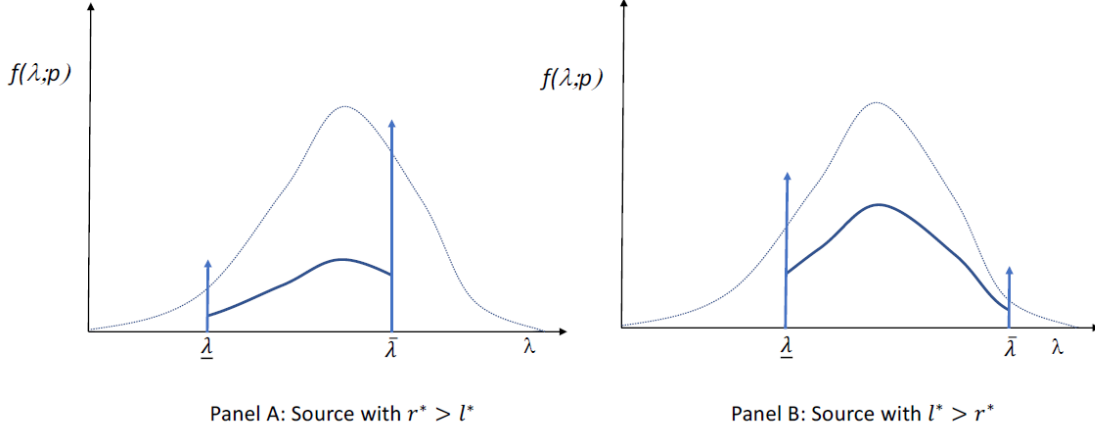 f(λ;p)
λ̲
λ̄
λ
Panel A: Source with r* > l*
f(λ;p)
λ̲
λ̄
λ
Panel B: Source with l* > r*